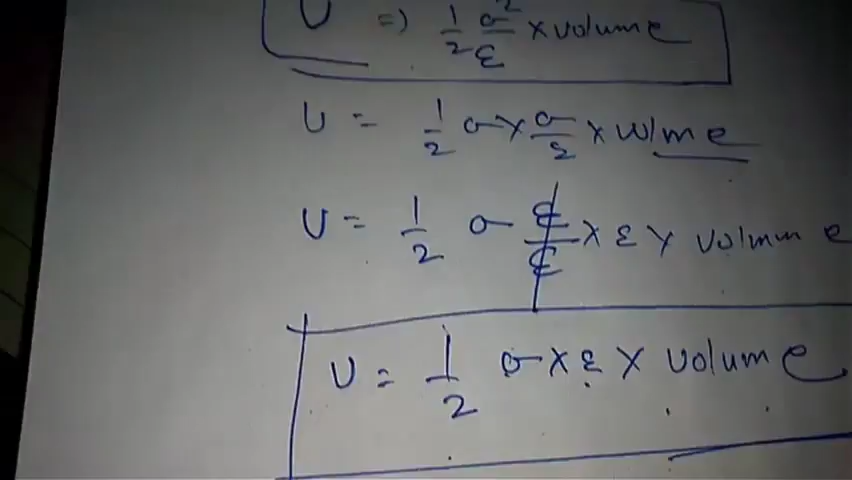 U => 1/2 σ²/ε × volume
U = 1/2 σ × σ/ε × volume
U = 1/2 σ E/E × ε × volume
U = 1/2 σ × ε × volume